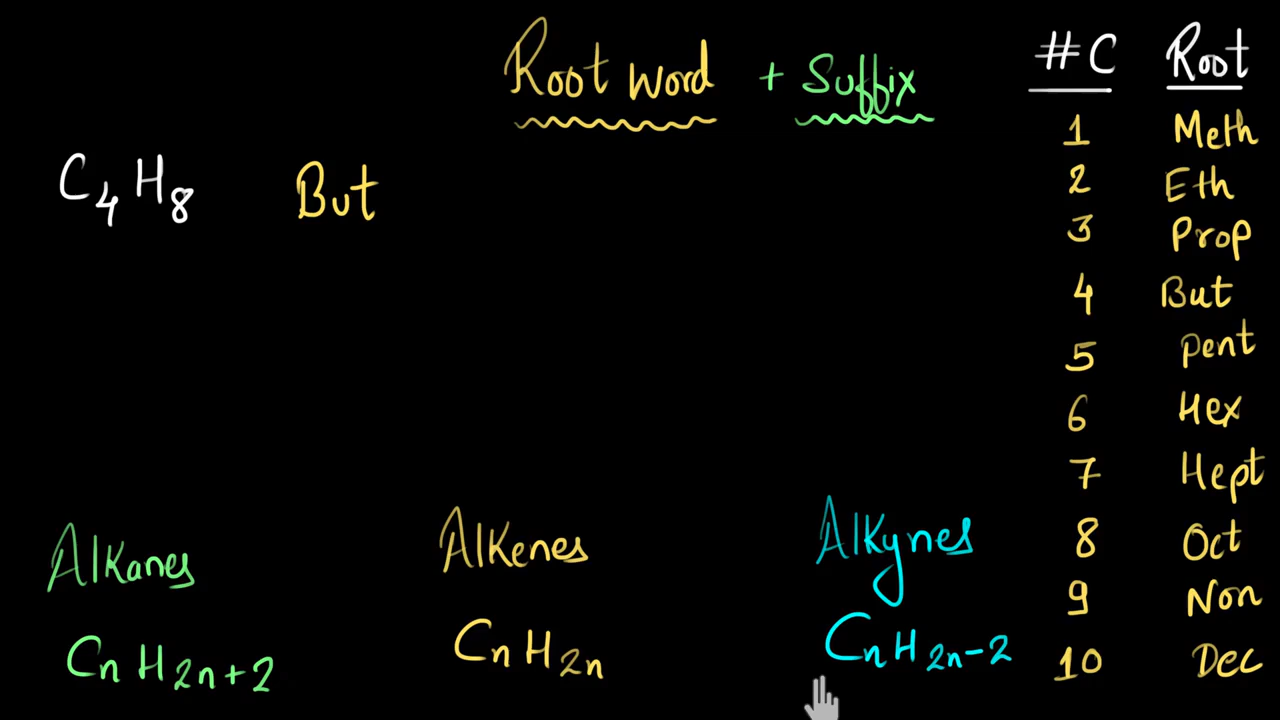 Root word + Suffix
C₄H₈ But
#C Root
1 Meth
2 Eth
3 Prop
4 But
5 Pent
6 Hex
7 Hept
8 Oct
9 Non
10 Dec
Alkanes Alkenes Alkynes
CnH2n+2 CnH2n CnH2n-2